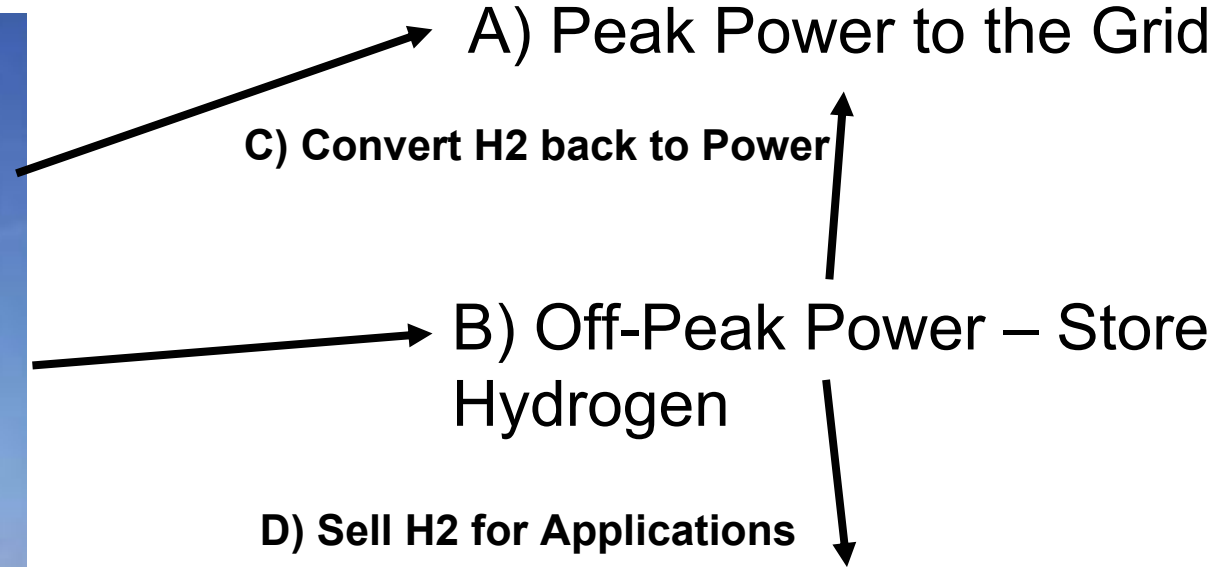 A) Peak Power to the Grid
C) Convert H2 back to Power
B) Off-Peak Power – Store
Hydrogen
D) Sell H2 for Applications